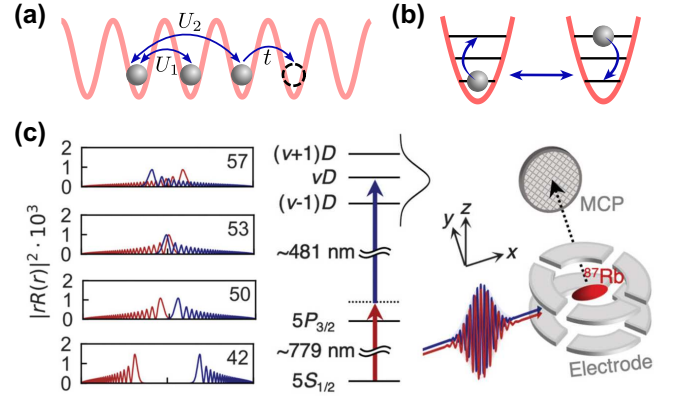 (a)
U₂
U₁
t
(b)
(c)
|rR(r)|² · 10³
2
1
0
57
2
1
0
53
2
1
0
50
2
1
0
42
(v+1)D
vD
(v-1)D
~481 nm
5P₃/₂
~779 nm
5S₁/₂
z
y
x
MCP
⁸⁷Rb
Electrode